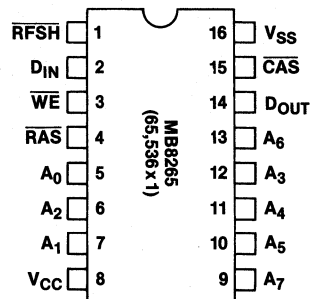 RFSH 1 16 VSS
DIN 2 15 CAS
WE 3 14 DOUT
RAS 4 13 A6
A0 5 12 A3
A2 6 11 A4
A1 7 10 A5
VCC 8 9 A7
MB8265
(65,536 x 1)